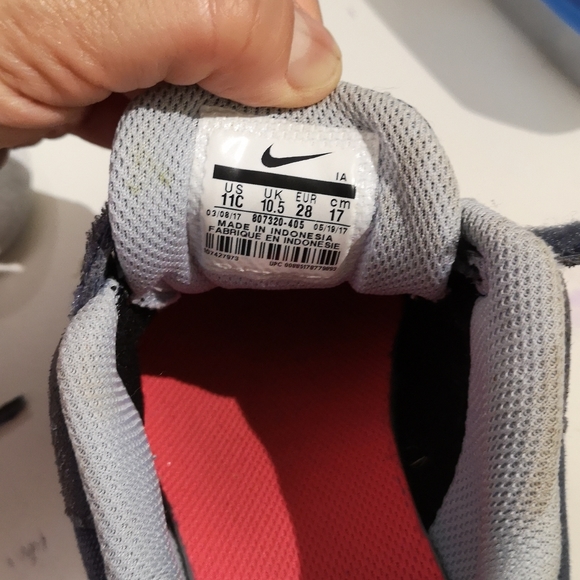 IA
US UK EUR cm
11C 10.5 28 17
03/08/17 807320-405 05/19/17
MADE IN INDONESIA
FABRIQUE EN INDONESIE
UPC